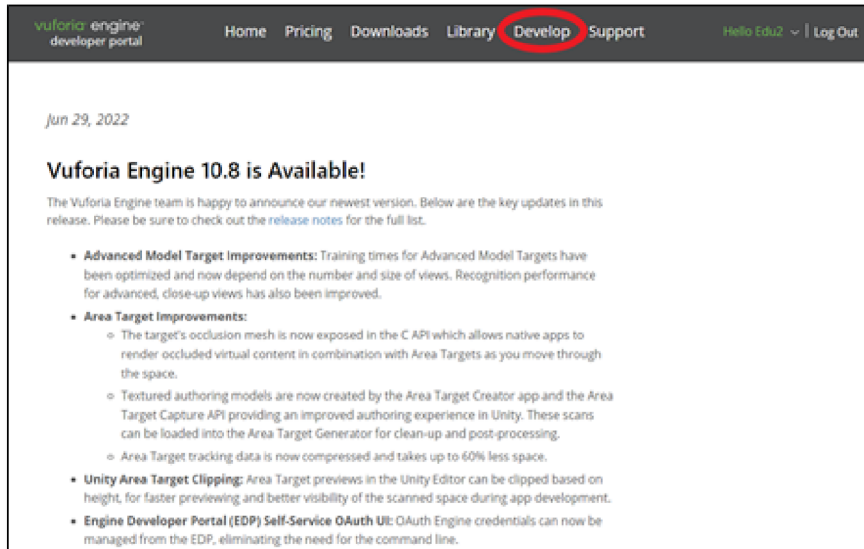 vuforia engine™
developer portal
Home Pricing Downloads Library Develop Support
Hello Edu2 | Log Out
Jun 29, 2022
Vuforia Engine 10.8 is Available!
The Vuforia Engine team is happy to announce our newest version. Below are the key updates in this
release. Please be sure to check out the release notes for the full list.
• Advanced Model Target Improvements: Training times for Advanced Model Targets have
been optimized and now depend on the number and size of views. Recognition performance
for advanced, close-up views has also been improved.
• Area Target Improvements:
○ The target's occlusion mesh is now exposed in the C API which allows native apps to
render occluded virtual content in combination with Area Targets as you move through
the space.
○ Textured authoring models are now created by the Area Target Creator app and the Area
Target Capture API providing an improved authoring experience in Unity. These scans
can be loaded into the Area Target Generator for clean-up and post-processing.
○ Area Target tracking data is now compressed and takes up to 60% less space.
• Unity Area Target Clipping: Area Target previews in the Unity Editor can be clipped based on
height, for faster previewing and better visibility of the scanned space during app development.
• Engine Developer Portal (EDP) Self-Service OAuth UI: OAuth Engine credentials can now be
managed from the EDP, eliminating the need for the command line.